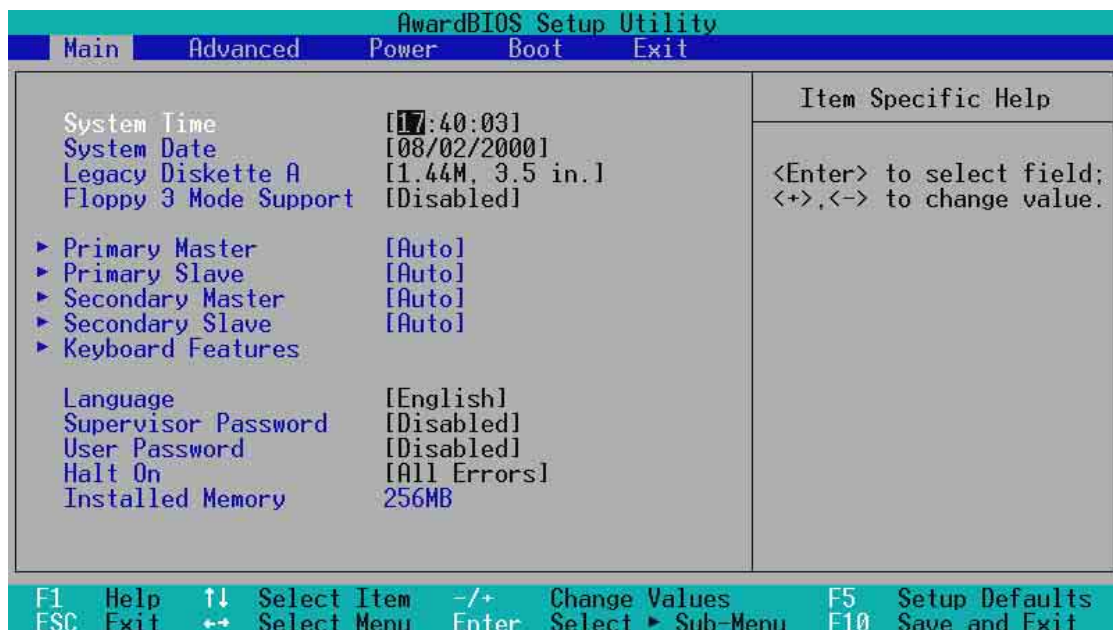 AwardBIOS Setup Utility
Main Advanced Power Boot Exit
System Time [17:40:03]
System Date [08/02/2000]
Legacy Diskette A [1.44M, 3.5 in.]
Floppy 3 Mode Support [Disabled]
► Primary Master [Auto]
► Primary Slave [Auto]
► Secondary Master [Auto]
► Secondary Slave [Auto]
► Keyboard Features
Language [English]
Supervisor Password [Disabled]
User Password [Disabled]
Halt On [All Errors]
Installed Memory 256MB
Item Specific Help
<Enter> to select field;
<+>,<-> to change value.
F1 Help ↑↓ Select Item -/+ Change Values F5 Setup Defaults
ESC Exit ←→ Select Menu Enter Select ► Sub-Menu F10 Save and Exit